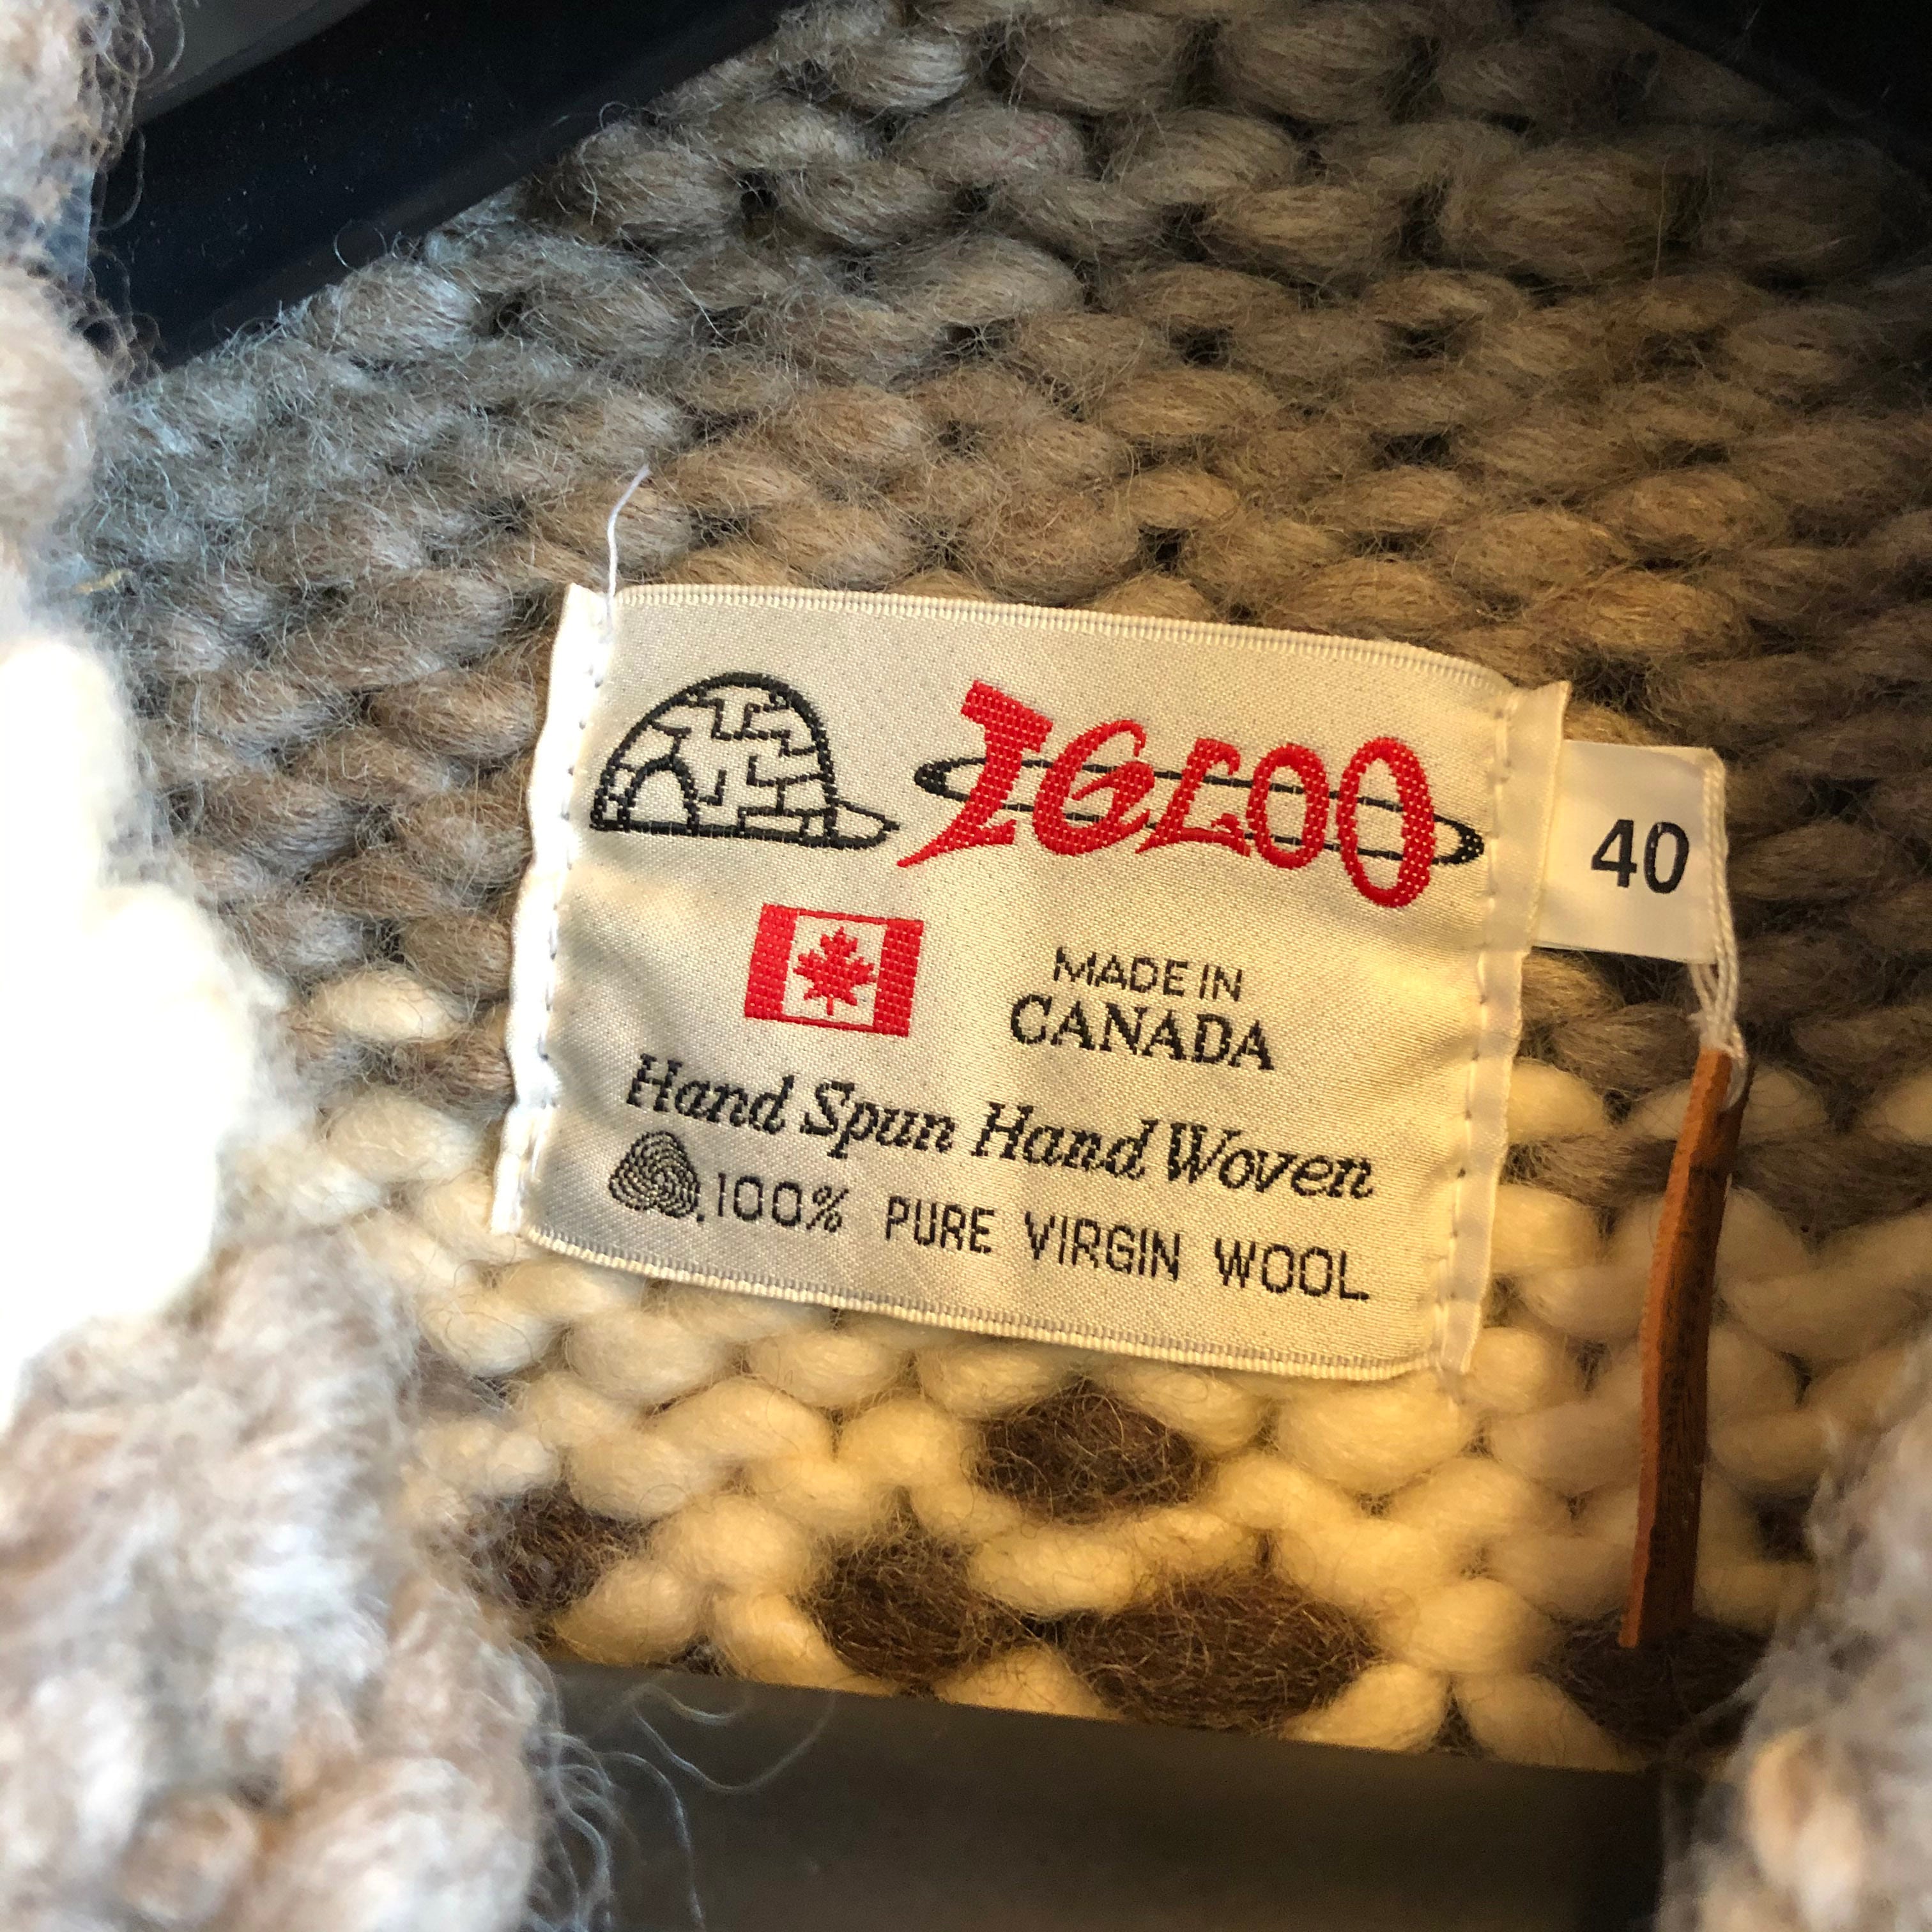 IGLOO
40
MADE IN
CANADA
Hand Spun Hand Woven
100% PURE VIRGIN WOOL